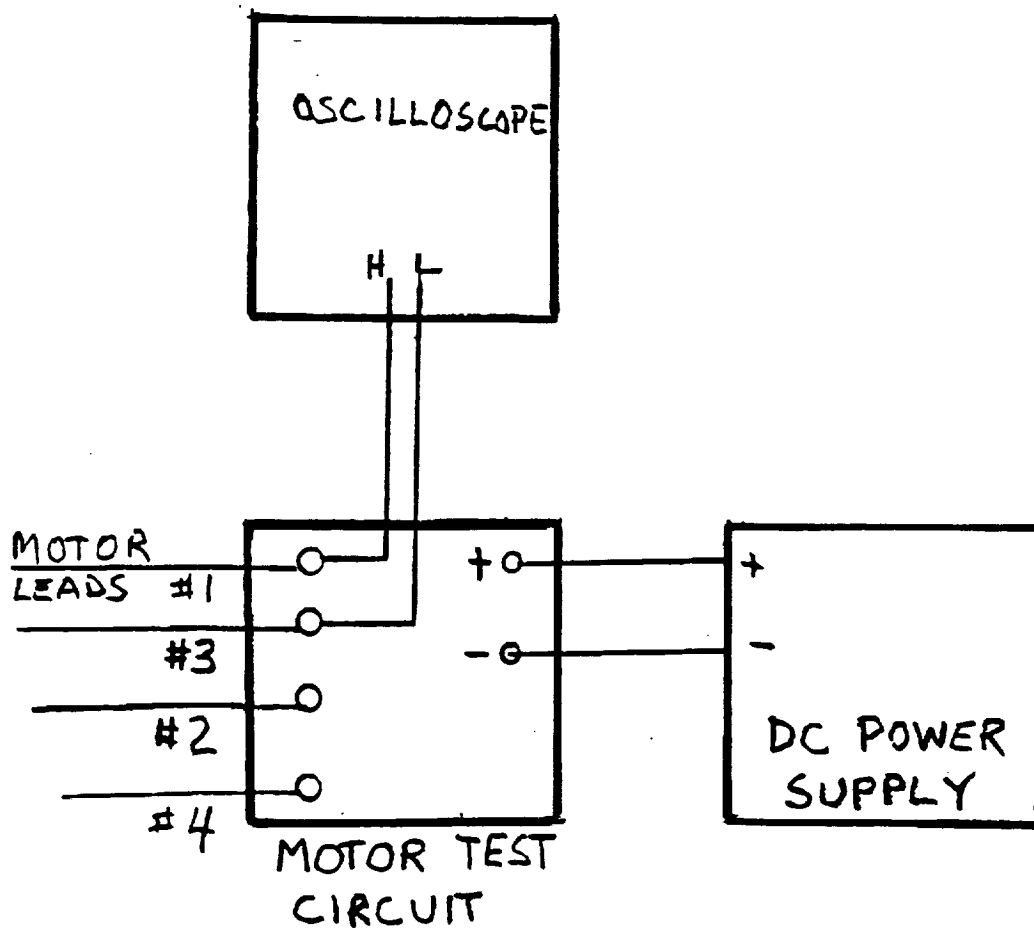 OSCILLOSCOPE
H L
MOTOR
LEADS #1
#3
#2
#4
+
-
+
-
MOTOR TEST
CIRCUIT
DC POWER
SUPPLY